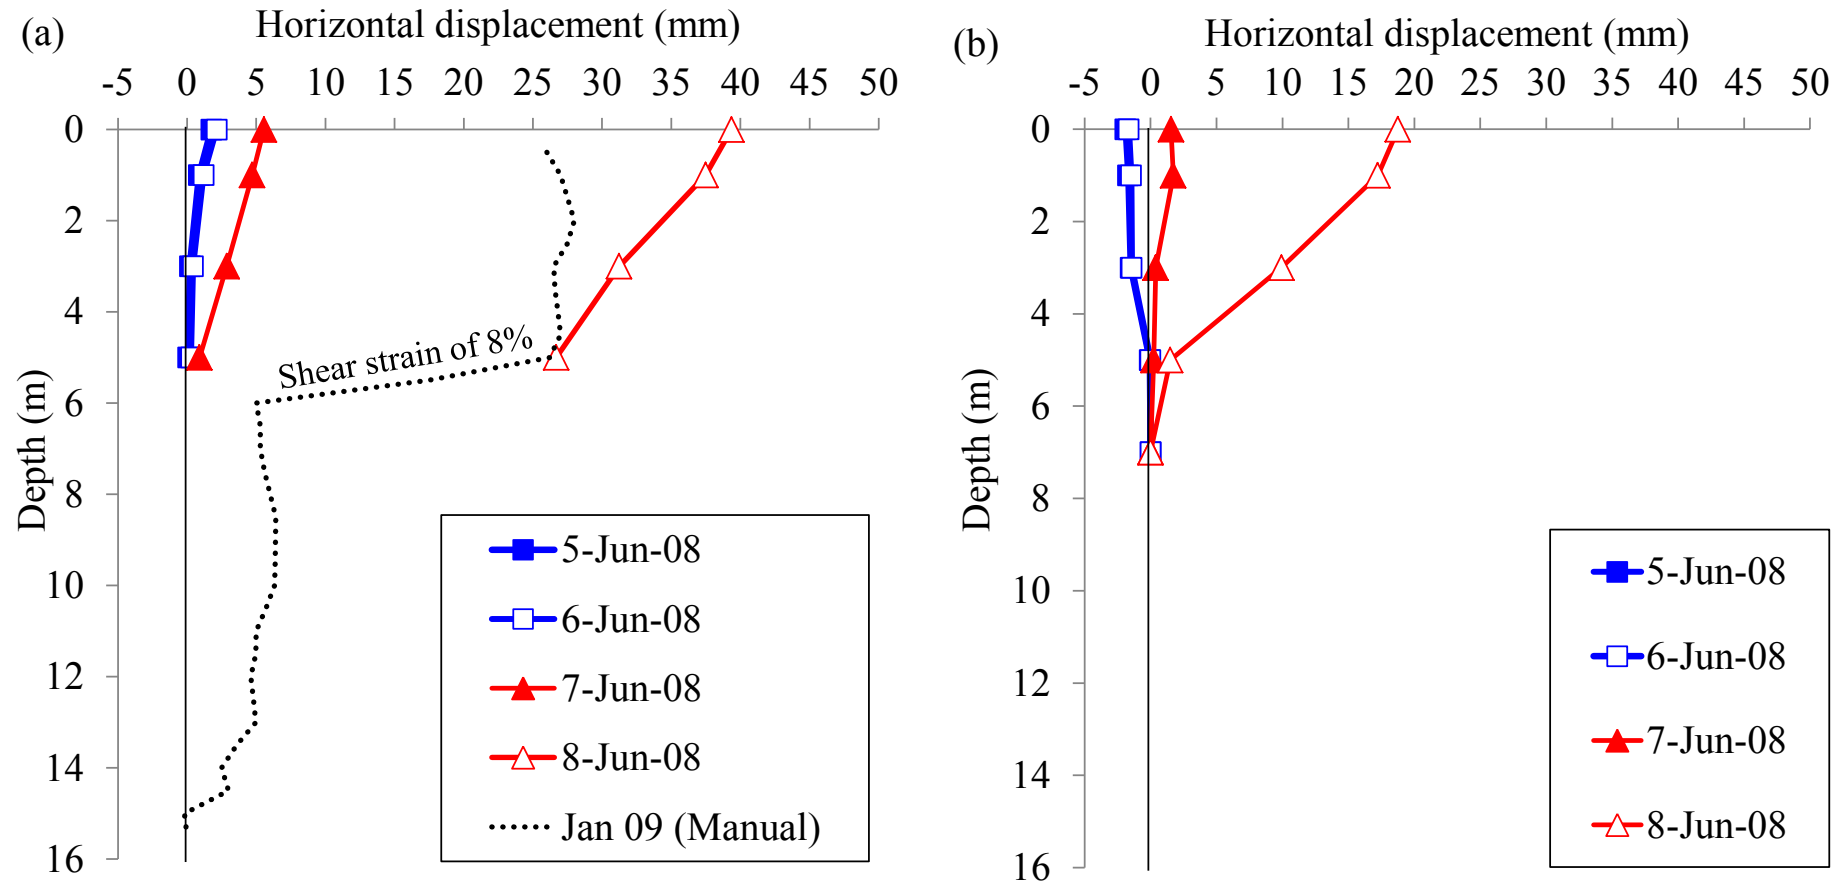 (a)
Horizontal displacement (mm)
-5 0 5 10 15 20 25 30 35 40 45 50
0
2
4
6
8
10
12
14
16
Depth (m)
Shear strain of 8%
5-Jun-08
6-Jun-08
7-Jun-08
8-Jun-08
Jan 09 (Manual)
(b)
Horizontal displacement (mm)
-5 0 5 10 15 20 25 30 35 40 45 50
0
2
4
6
8
10
12
14
16
Depth (m)
5-Jun-08
6-Jun-08
7-Jun-08
8-Jun-08